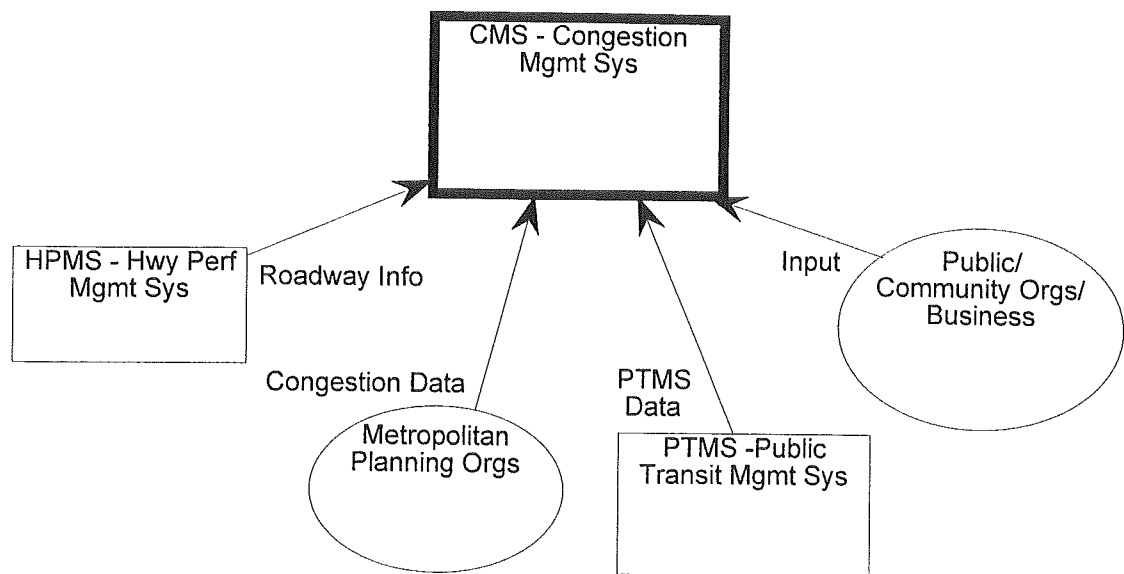 CMS - Congestion
Mgmt Sys
HPMS - Hwy Perf
Mgmt Sys
Roadway Info
Input
Public/
Community Orgs/
Business
Congestion Data
PTMS
Data
Metropolitan
Planning Orgs
PTMS -Public
Transit Mgmt Sys